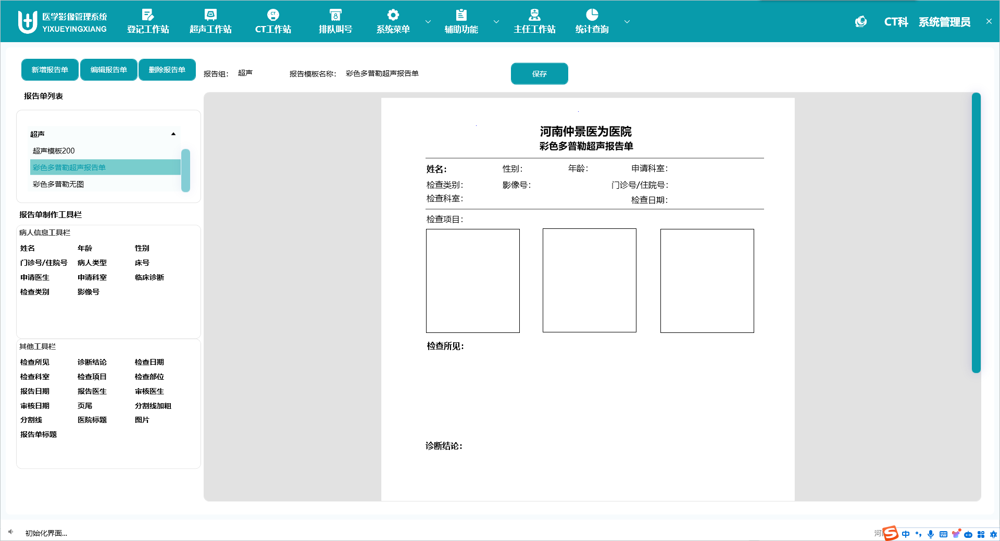 医学影像管理系统
YIXUEYINGXIANG
登记工作站
超声工作站
CT
CT工作站
排队叫号
系统菜单
辅助功能
主任工作站
统计查询
CT科 系统管理员
新增报告单 编辑报告单 删除报告单
报告组： 超声 报告模板名称： 彩色多普勒超声报告单 保存
报告单列表
超声
超声模板200
彩色多普勒超声报告单
彩色多普勒无图
报告单制作工具栏
病人信息工具栏
姓名 年龄 性别
门诊号/住院号 病人类型 床号
申请医生 申请科室 临床诊断
检查类别 影像号
其他工具栏
检查所见 诊断结论 检查日期
检查科室 检查项目 检查部位
报告日期 报告医生 审核医生
审核日期 页尾 分割线加粗
分割线 医院标题 图片
报告单标题
河南仲景医为医院
彩色多普勒超声报告单
姓名： 性别： 年龄： 申请科室：
检查类别： 影像号： 门诊号/住院号：
检查科室： 检查日期：
检查项目：
检查所见：
诊断结论：
初始化界面...
河
中